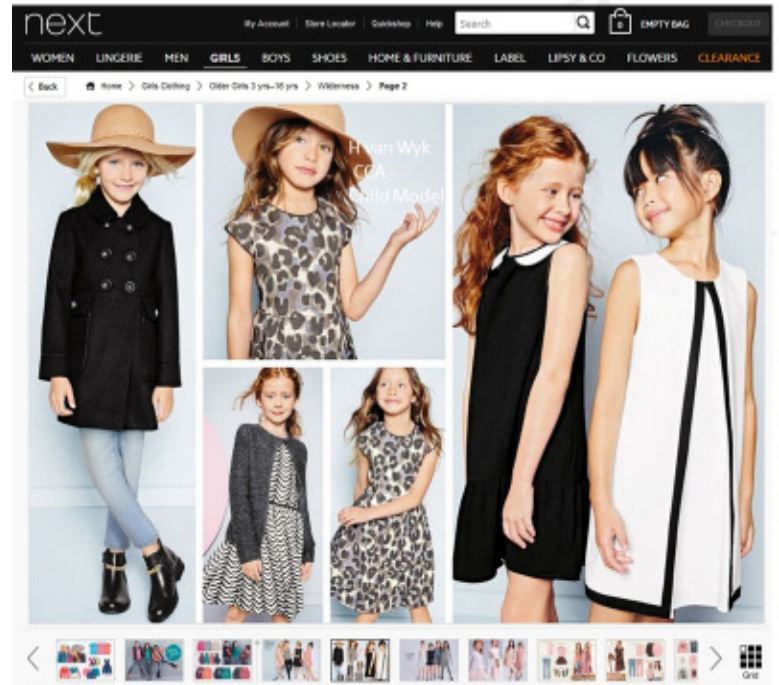 next
My Account Store Locator Quickshop Help Search 0 EMPTY BAG CHECKOUT
WOMEN LINGERIE MEN GIRLS BOYS SHOES HOME & FURNITURE LABEL LIPSY & CO FLOWERS CLEARANCE
< Back Home > Girls Clothing > Older Girls 3 yrs–16 yrs > Wilderness > Page 2
H van Wyk
CCA -
Child Model
Grid